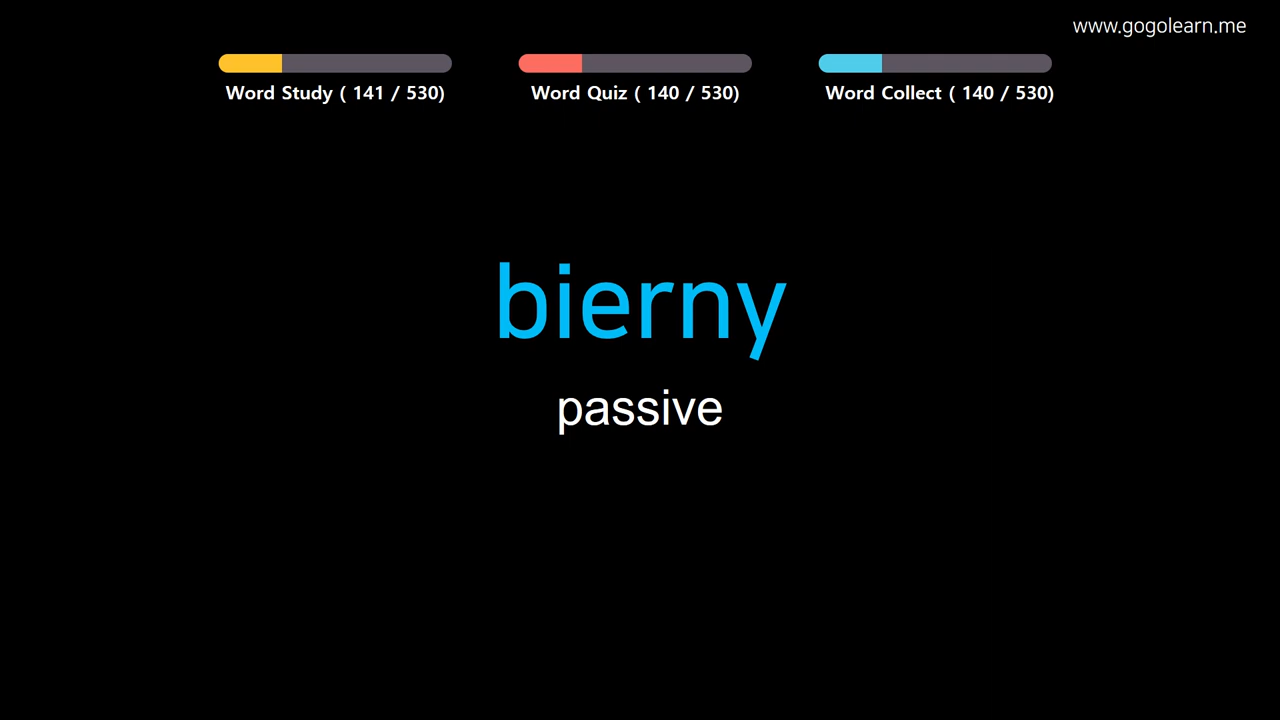 www.gogolearn.me
Word Study ( 141 / 530)
Word Quiz ( 140 / 530)
Word Collect ( 140 / 530)
bierny
passive